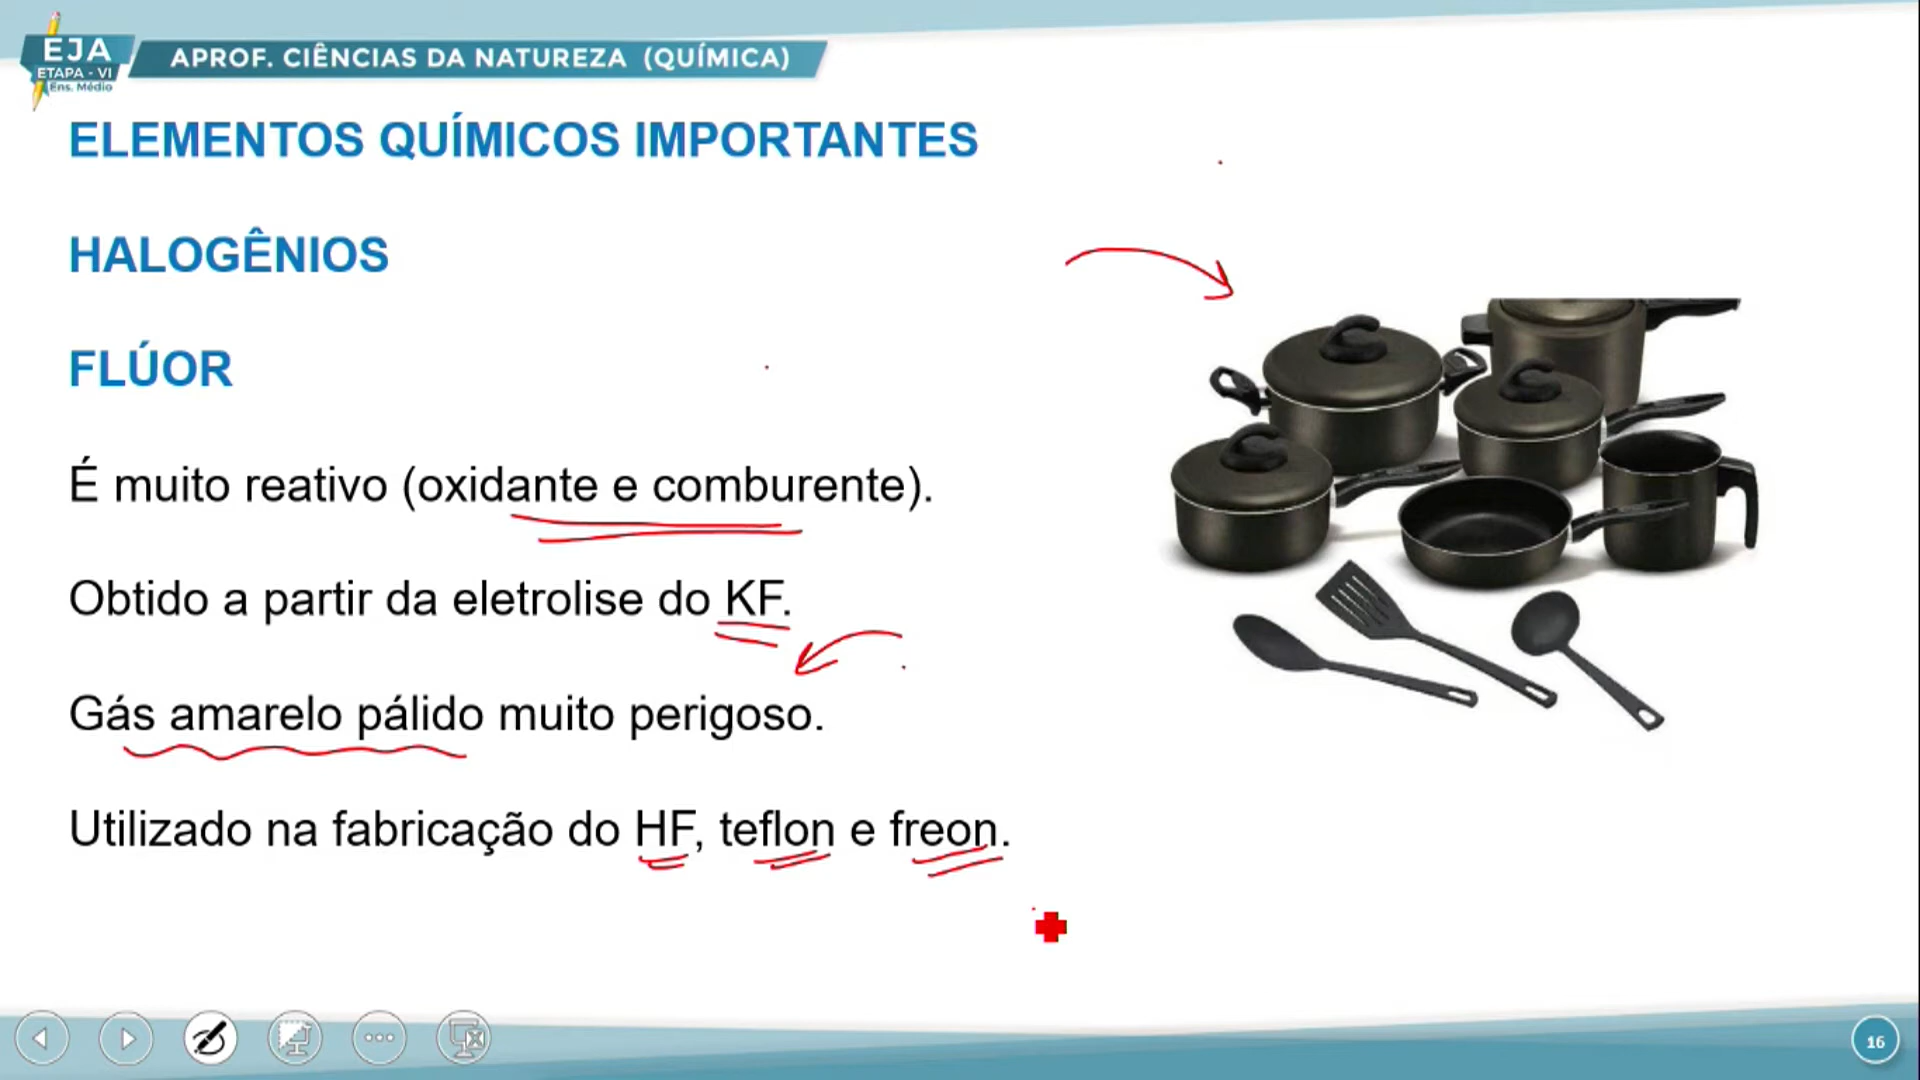 EJA
ETAPA - VI
Ens. Médio
APROF. CIÊNCIAS DA NATUREZA (QUÍMICA)
ELEMENTOS QUÍMICOS IMPORTANTES
HALOGÊNIOS
FLÚOR
É muito reativo (oxidante e comburente).
Obtido a partir da eletrolise do KF.
Gás amarelo pálido muito perigoso.
Utilizado na fabricação do HF, teflon e freon.
16